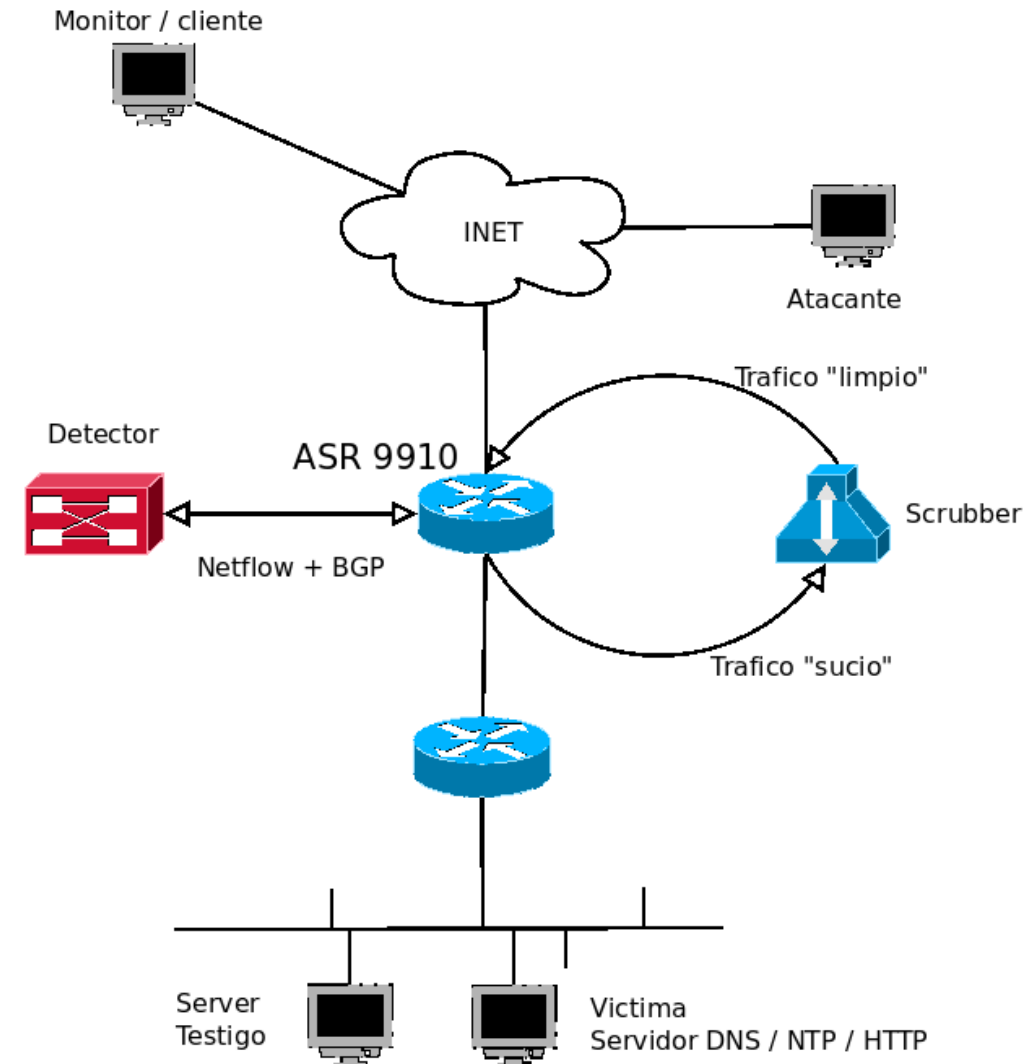 Monitor / cliente
INET
Atacante
Trafico "limpio"
Detector
ASR 9910
Scrubber
Netflow + BGP
Trafico "sucio"
Server
Testigo
Victima
Servidor DNS / NTP / HTTP